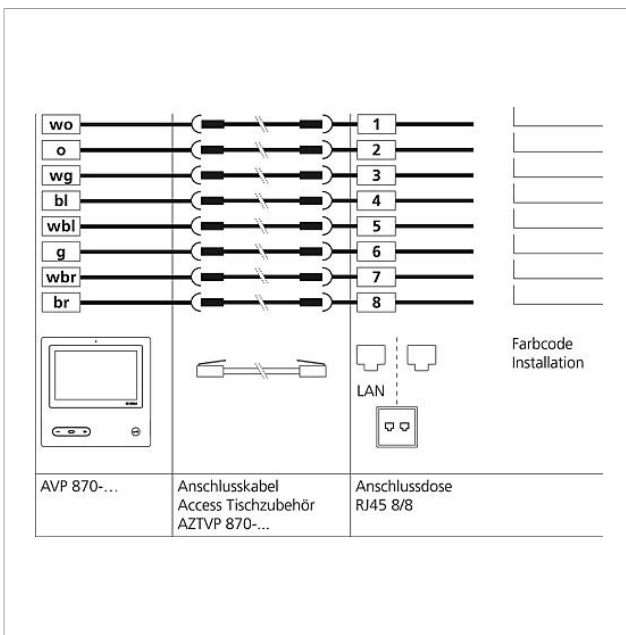 wo 1
o 2
wg 3
bl 4
wbl 5
g 6
wbr 7
br 8
Farbcode
Installation
LAN
AVP 870-...
Anschlusskabel
Access Tischzubehör
AZTVP 870-...
Anschlussdose
RJ45 8/8